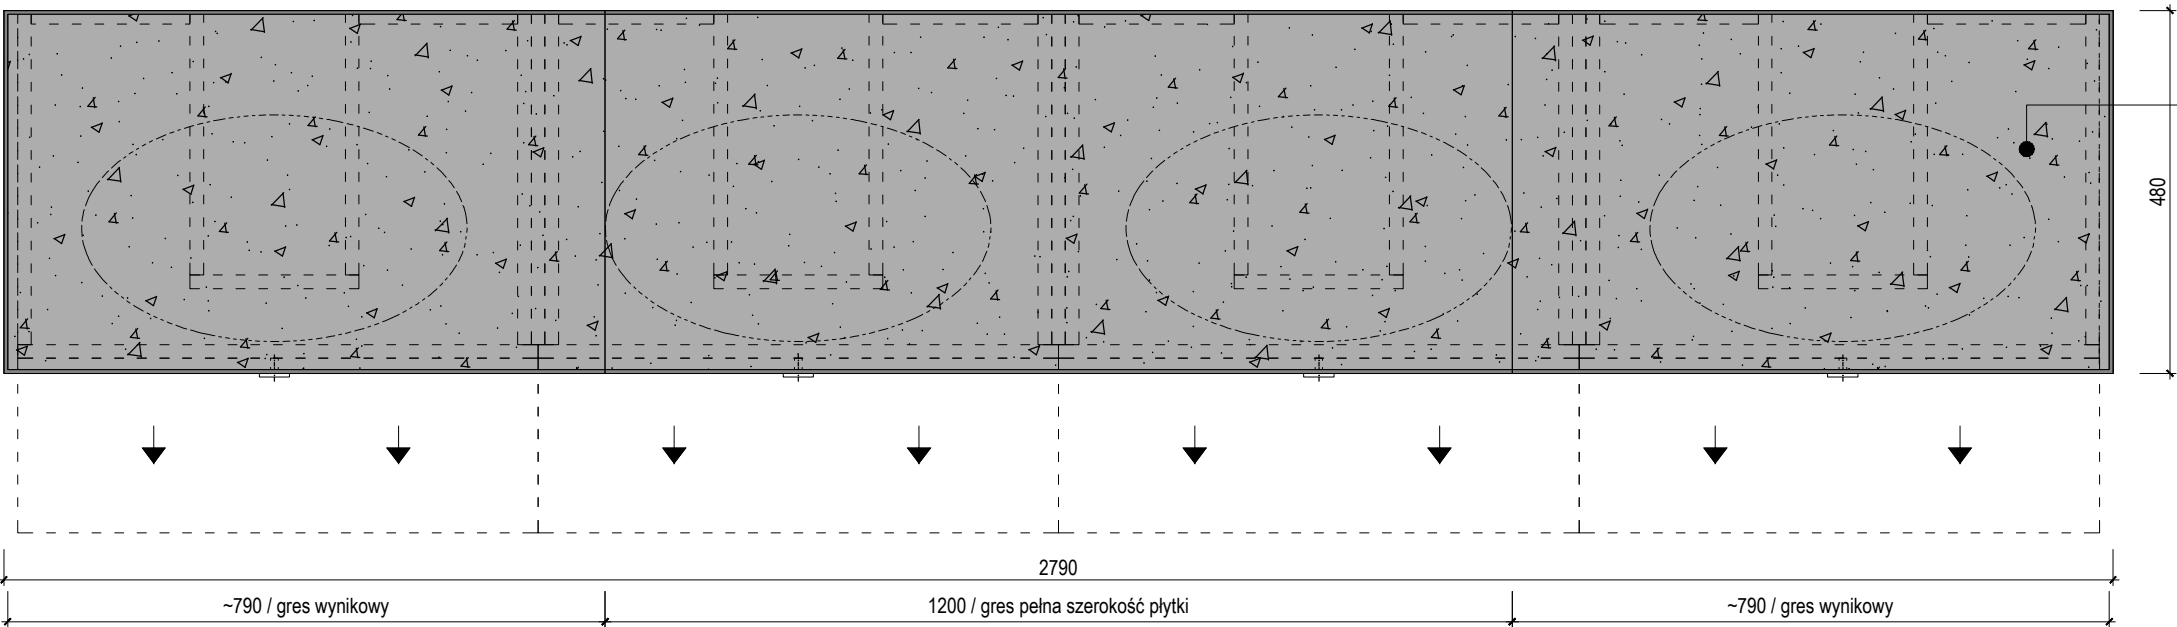 480
2790
~790 / gres wynikowy
1200 / gres pełna szerokość płytki
~790 / gres wynikowy